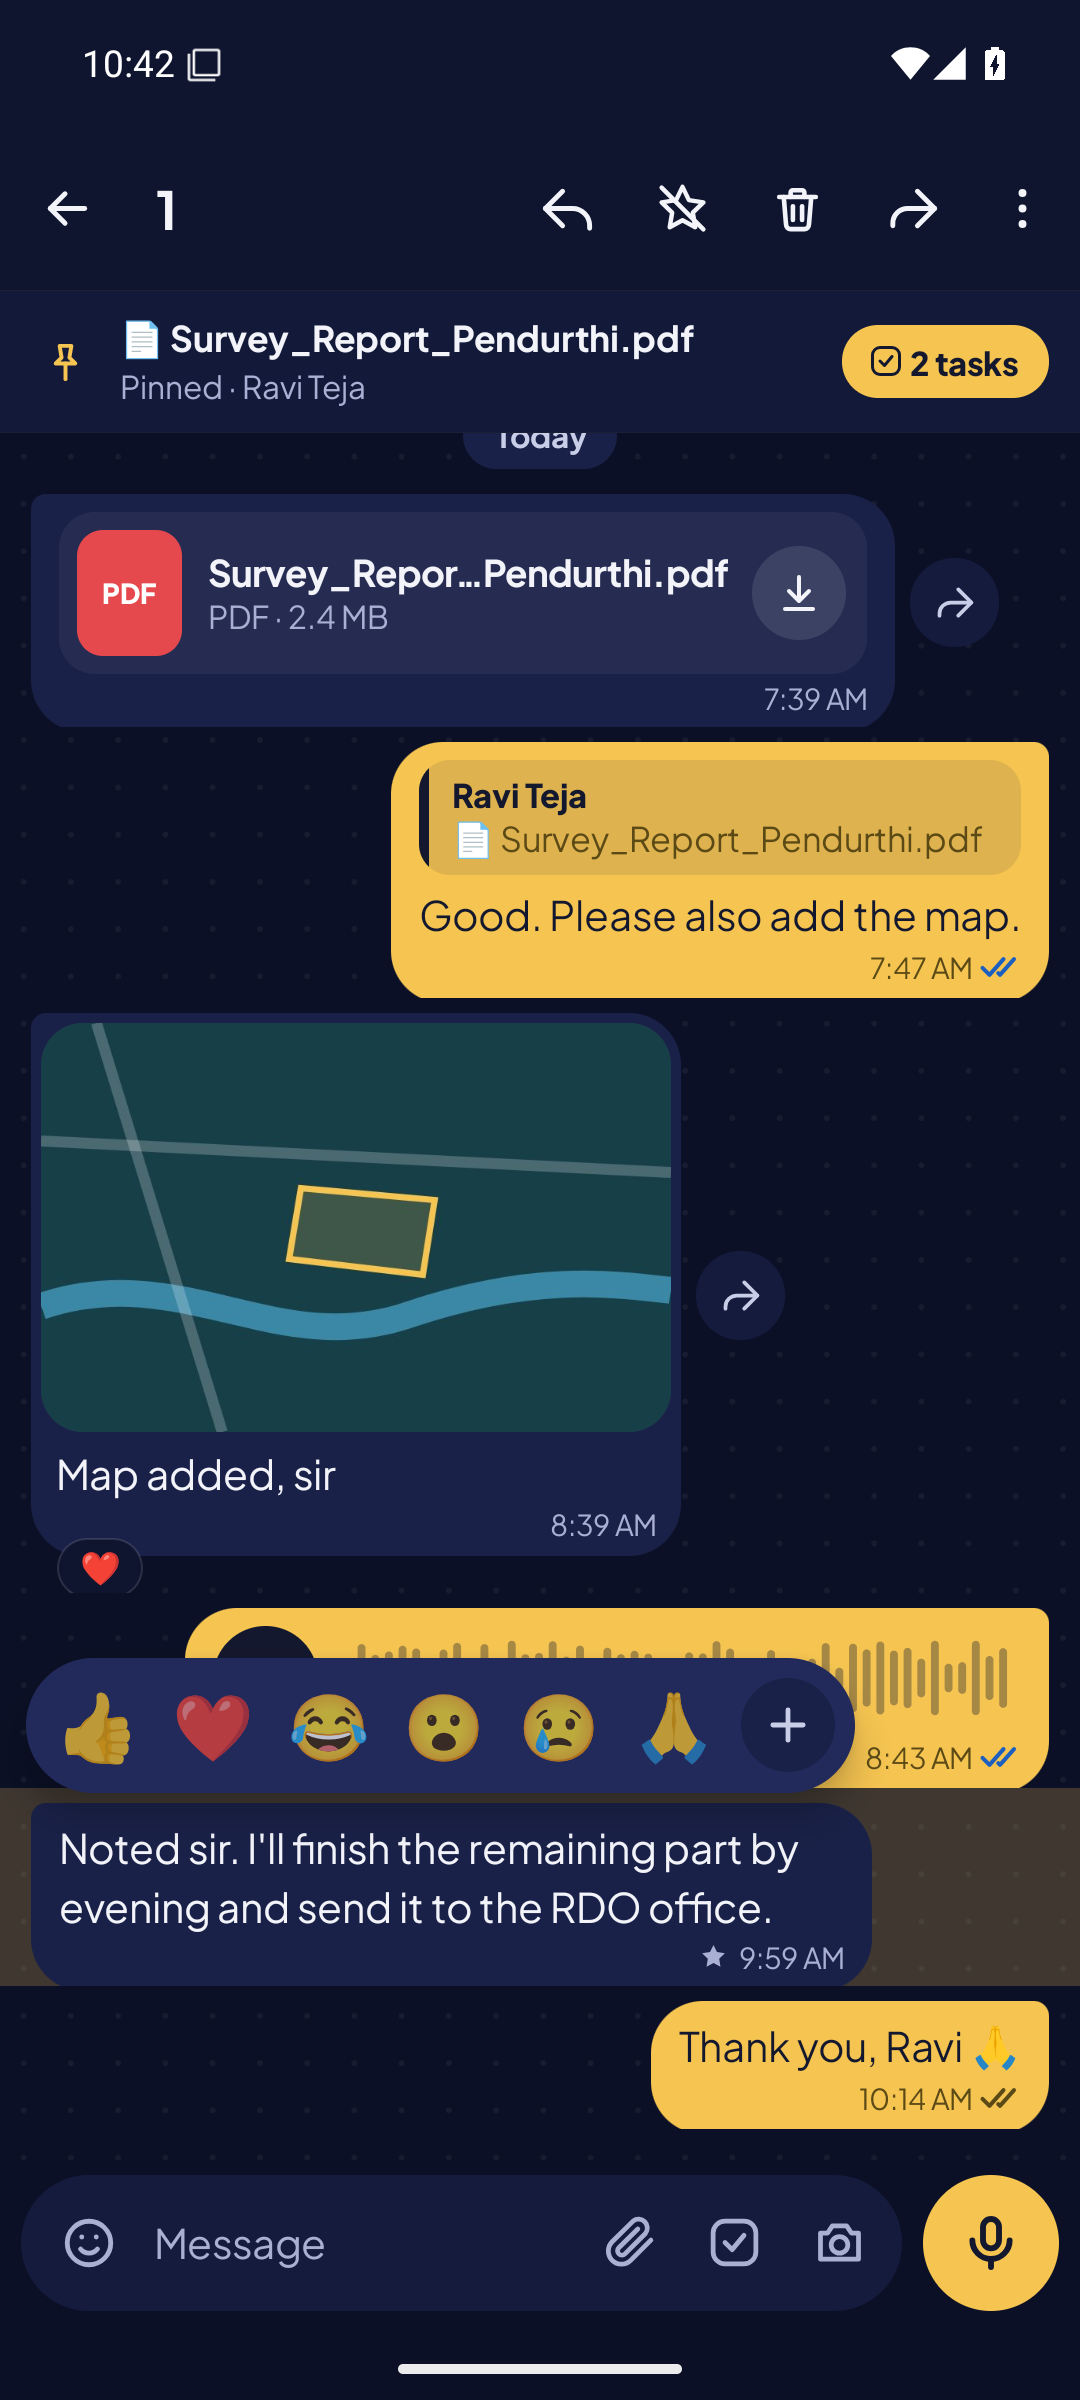 10:42
1
📄 Survey_Report_Pendurthi.pdf
Pinned · Ravi Teja
2 tasks
Today
PDF
Survey_Repor...Pendurthi.pdf
PDF · 2.4 MB
7:39 AM
Ravi Teja
📄 Survey_Report_Pendurthi.pdf
Good. Please also add the map.
7:47 AM
Map added, sir
8:39 AM
❤️
👍 ❤️ 😂 😮 😢 🙏
8:43 AM
Noted sir. I'll finish the remaining part by
evening and send it to the RDO office.
9:59 AM
Thank you, Ravi 🙏
10:14 AM
Message